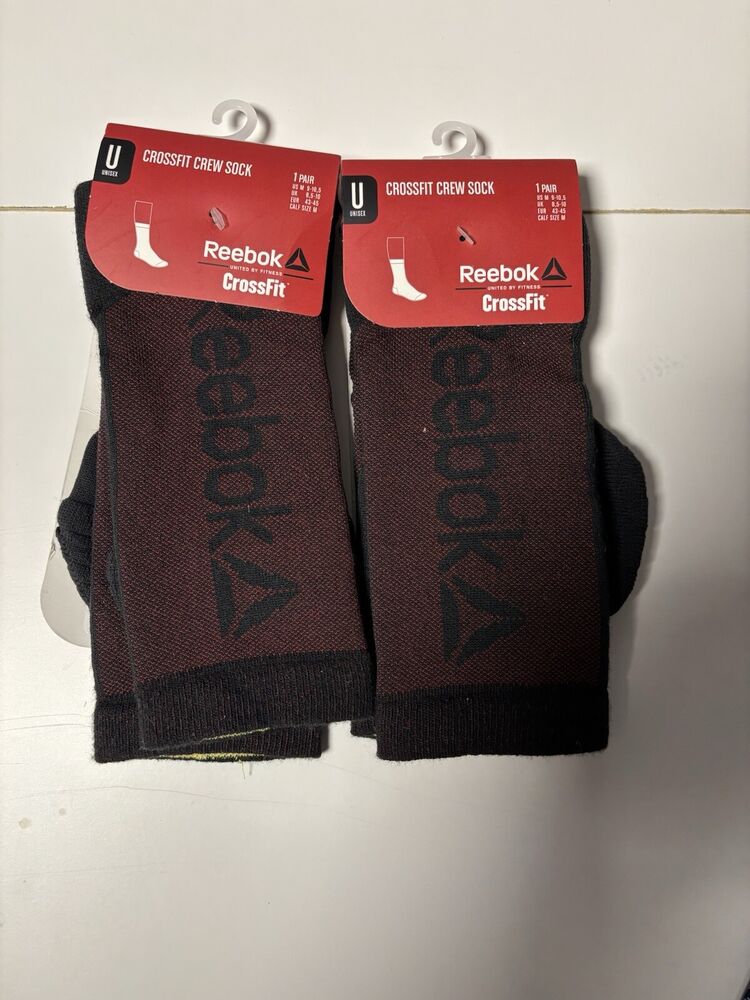 U
UNISEX
CROSSFIT CREW SOCK
1 PAIR
US M 9-10,5
UK 8,5-10
EUR 43-45
CALF SIZE M
Reebok
UNITED BY FITNESS
CrossFit
Reebok
U
UNISEX
CROSSFIT CREW SOCK
1 PAIR
US M 9-10,5
UK 8,5-10
EUR 43-45
CALF SIZE M
Reebok
UNITED BY FITNESS
CrossFit
Reebok